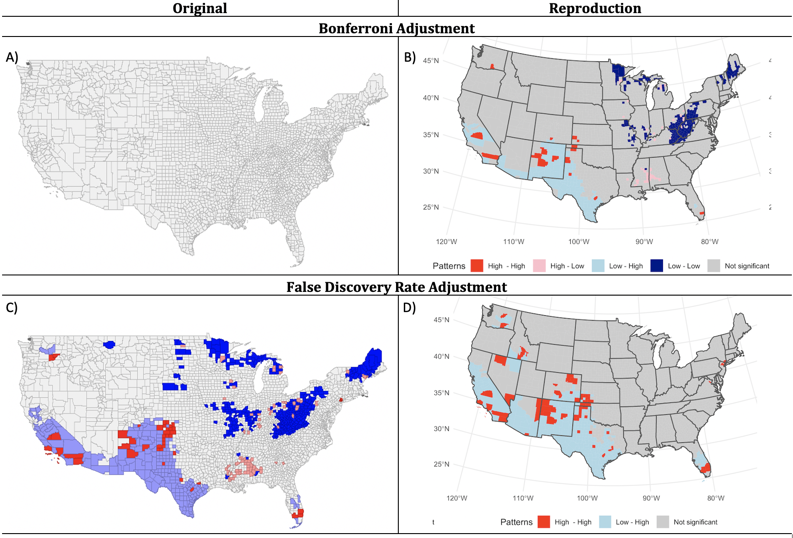 Original Reproduction
Bonferroni Adjustment
A) B)
45°N
40°N
35°N
30°N
25°N
120°W 110°W 100°W 90°W 80°W
Patterns High - High High - Low Low - High Low - Low Not significant
False Discovery Rate Adjustment
C) D)
45°N
40°N
35°N
30°N
25°N
120°W 110°W 100°W 90°W 80°W
Patterns High - High Low - High Not significant